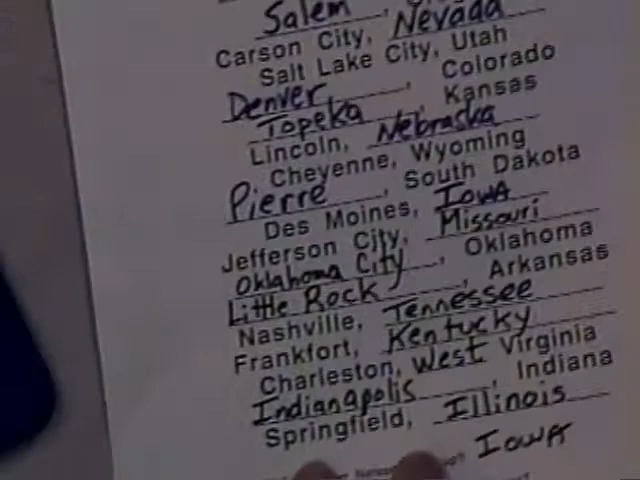 Salem,
Carson City, Nevada
Salt Lake City, Utah
Denver, Colorado
Topeka, Kansas
Lincoln, Nebraska
Cheyenne, Wyoming
Pierre, South Dakota
Des Moines, Iowa
Jefferson City, Missouri
Oklahoma City, Oklahoma
Little Rock, Arkansas
Nashville, Tennessee
Frankfort, Kentucky
Charleston, West Virginia
Indianapolis, Indiana
Springfield, Illinois
Iowa